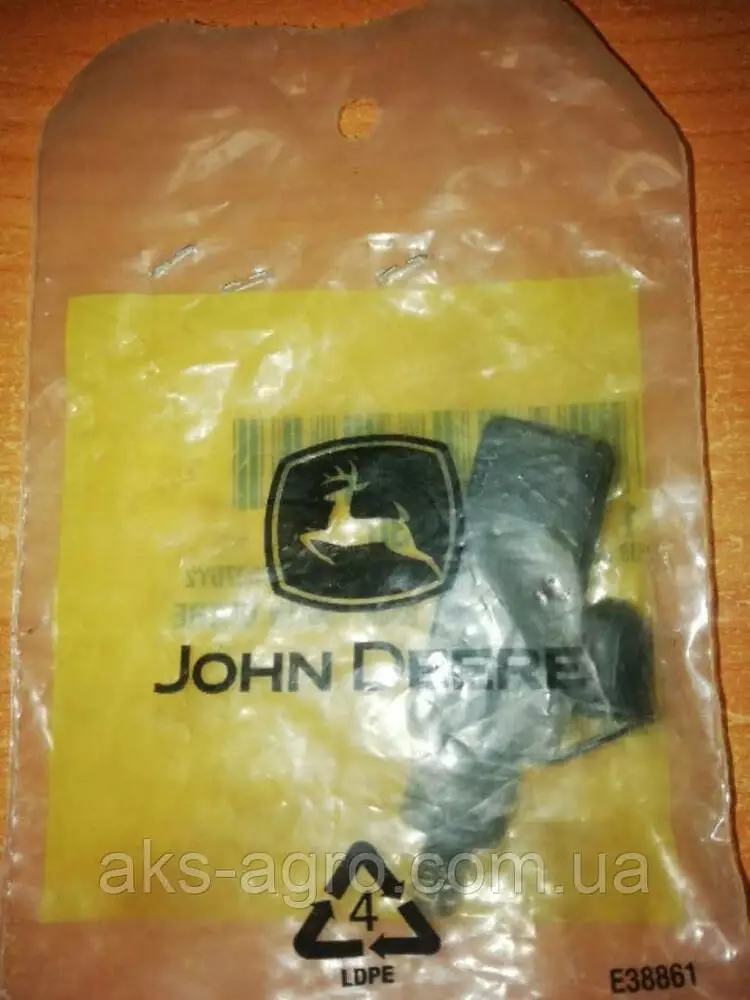 JOHN DEERE
aks-agro.com.ua
4
LDPE
E38861